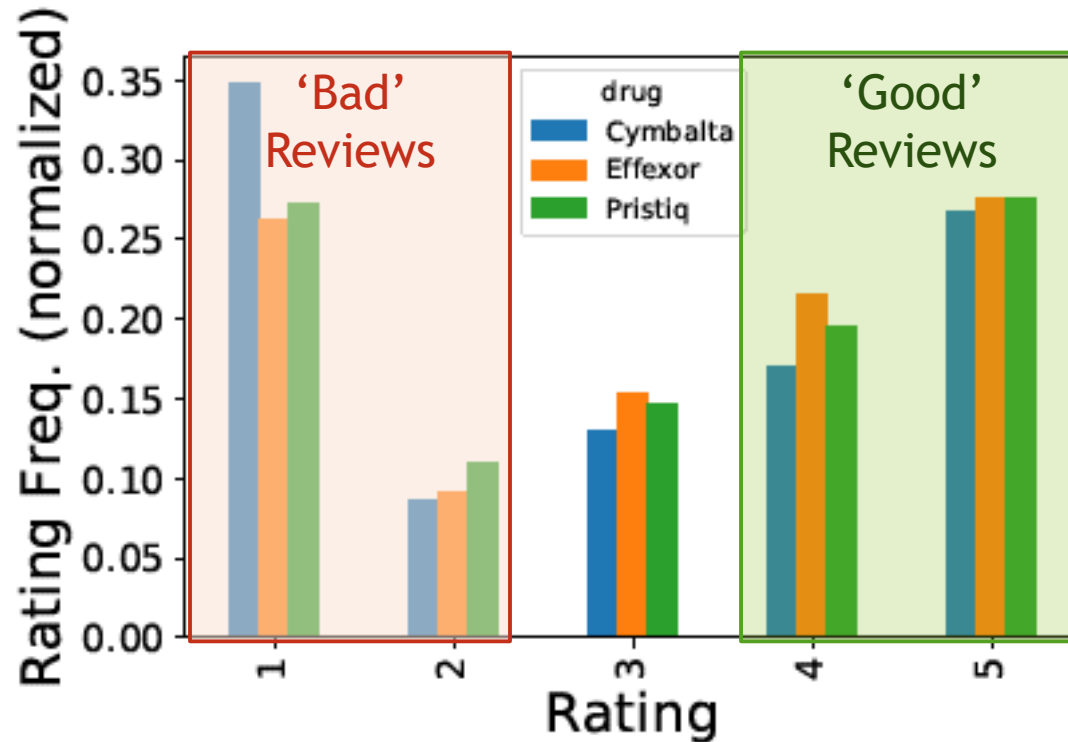 Rating Freq. (normalized)
0.35
0.30
0.25
0.20
0.15
0.10
0.05
0.00
‘Bad’
Reviews
drug
Cymbalta
Effexor
Pristiq
‘Good’
Reviews
1
2
3
4
5
Rating